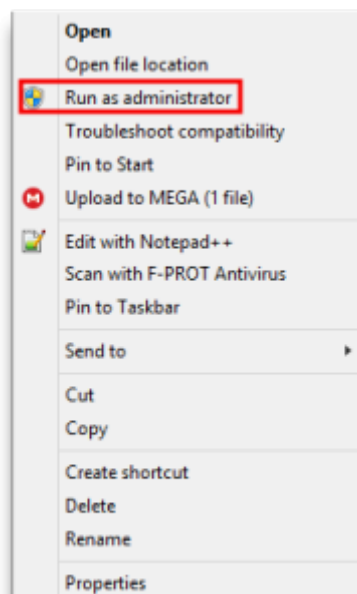 Open
Open file location
Run as administrator
Troubleshoot compatibility
Pin to Start
Upload to MEGA (1 file)
Edit with Notepad++
Scan with F-PROT Antivirus
Pin to Taskbar
Send to
Cut
Copy
Create shortcut
Delete
Rename
Properties